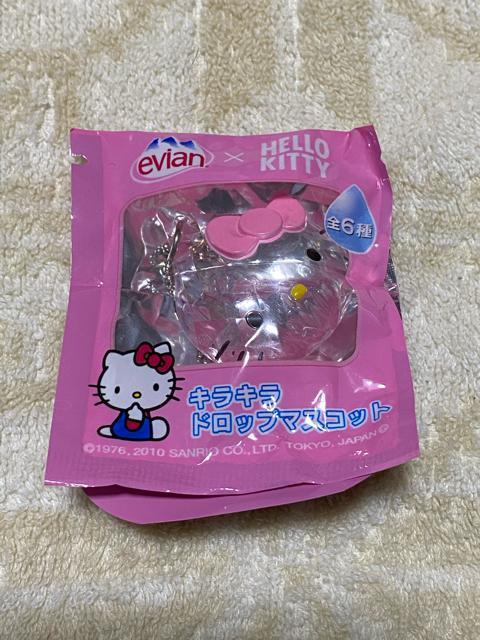 evian × HELLO KITTY
全6種
キラキラ
ドロップマスコット
©1976, 2010 SANRIO CO., LTD. TOKYO, JAPAN Ⓒ